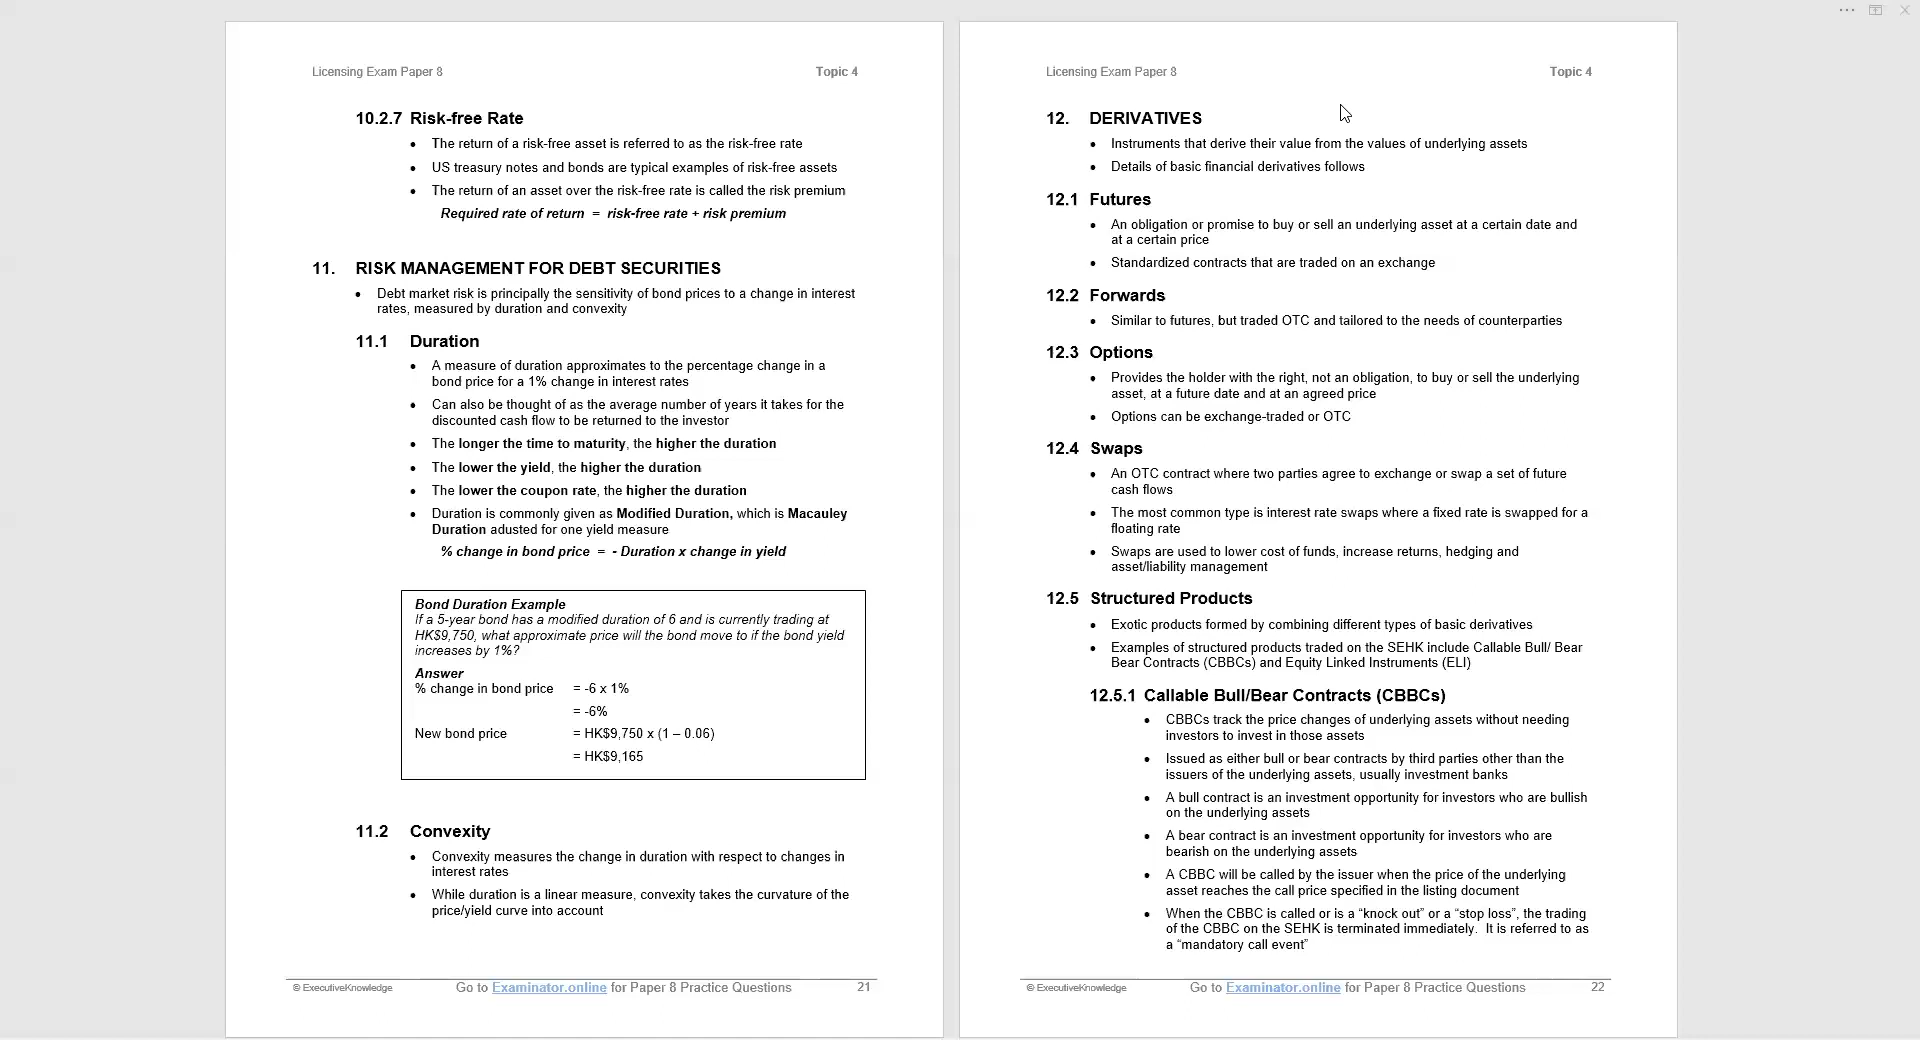 Licensing Exam Paper 8 Topic 4
10.2.7 Risk-free Rate
• The return of a risk-free asset is referred to as the risk-free rate
• US treasury notes and bonds are typical examples of risk-free assets
• The return of an asset over the risk-free rate is called the risk premium
Required rate of return = risk-free rate + risk premium
11. RISK MANAGEMENT FOR DEBT SECURITIES
• Debt market risk is principally the sensitivity of bond prices to a change in interest
rates, measured by duration and convexity
11.1 Duration
• A measure of duration approximates to the percentage change in a
bond price for a 1% change in interest rates
• Can also be thought of as the average number of years it takes for the
discounted cash flow to be returned to the investor
• The longer the time to maturity, the higher the duration
• The lower the yield, the higher the duration
• The lower the coupon rate, the higher the duration
• Duration is commonly given as Modified Duration, which is Macauley
Duration adusted for one yield measure
% change in bond price = - Duration x change in yield
Bond Duration Example
If a 5-year bond has a modified duration of 6 and is currently trading at
HK$9,750, what approximate price will the bond move to if the bond yield
increases by 1%?
Answer
% change in bond price = -6 x 1%
= -6%
New bond price = HK$9,750 x (1 – 0.06)
= HK$9,165
11.2 Convexity
• Convexity measures the change in duration with respect to changes in
interest rates
• While duration is a linear measure, convexity takes the curvature of the
price/yield curve into account
© ExecutiveKnowledge Go to Examinator.online for Paper 8 Practice Questions 21
Licensing Exam Paper 8 Topic 4
12. DERIVATIVES
• Instruments that derive their value from the values of underlying assets
• Details of basic financial derivatives follows
12.1 Futures
• An obligation or promise to buy or sell an underlying asset at a certain date and
at a certain price
• Standardized contracts that are traded on an exchange
12.2 Forwards
• Similar to futures, but traded OTC and tailored to the needs of counterparties
12.3 Options
• Provides the holder with the right, not an obligation, to buy or sell the underlying
asset, at a future date and at an agreed price
• Options can be exchange-traded or OTC
12.4 Swaps
• An OTC contract where two parties agree to exchange or swap a set of future
cash flows
• The most common type is interest rate swaps where a fixed rate is swapped for a
floating rate
• Swaps are used to lower cost of funds, increase returns, hedging and
asset/liability management
12.5 Structured Products
• Exotic products formed by combining different types of basic derivatives
• Examples of structured products traded on the SEHK include Callable Bull/ Bear
Bear Contracts (CBBCs) and Equity Linked Instruments (ELI)
12.5.1 Callable Bull/Bear Contracts (CBBCs)
• CBBCs track the price changes of underlying assets without needing
investors to invest in those assets
• Issued as either bull or bear contracts by third parties other than the
issuers of the underlying assets, usually investment banks
• A bull contract is an investment opportunity for investors who are bullish
on the underlying assets
• A bear contract is an investment opportunity for investors who are
bearish on the underlying assets
• A CBBC will be called by the issuer when the price of the underlying
asset reaches the call price specified in the listing document
• When the CBBC is called or is a “knock out” or a “stop loss”, the trading
of the CBBC on the SEHK is terminated immediately. It is referred to as
a “mandatory call event”
© ExecutiveKnowledge Go to Examinator.online for Paper 8 Practice Questions 22